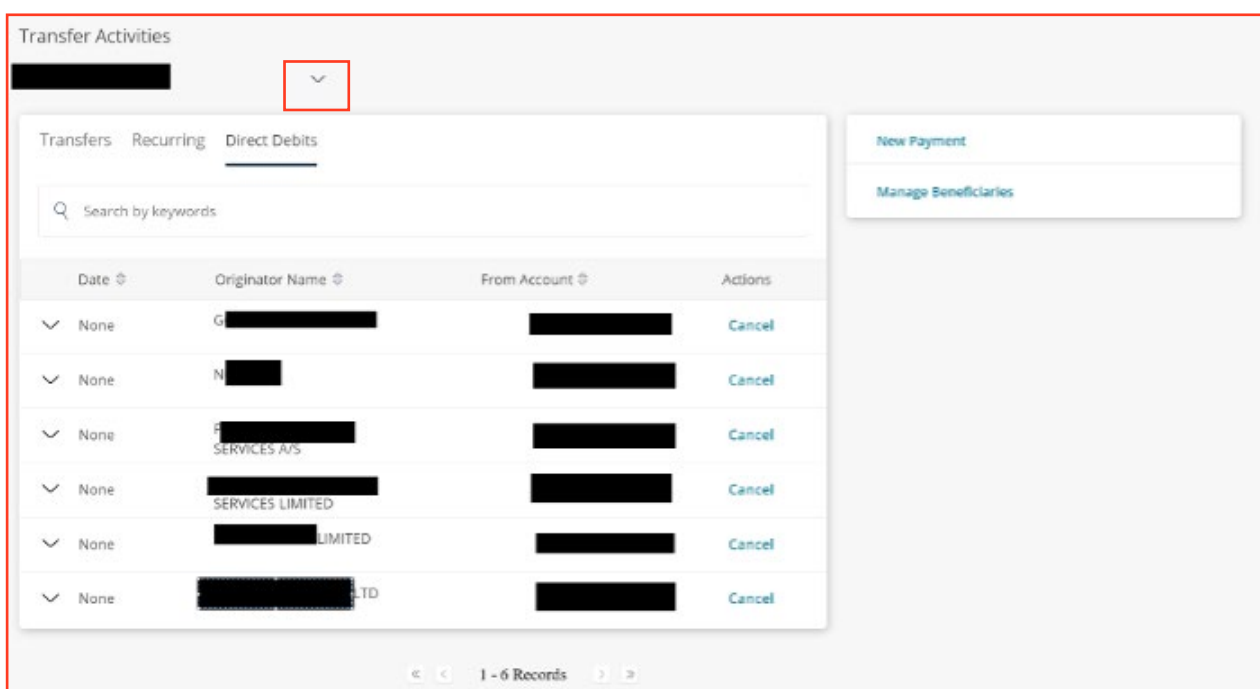 Transfer Activities
Transfers Recurring Direct Debits
New Payment
Search by keywords
Manage Beneficiaries
Date Originator Name From Account Actions
None G Cancel
None N Cancel
None Cancel
SERVICES A/S
None Cancel
SERVICES LIMITED
None LIMITED Cancel
None LTD Cancel
« < 1 - 6 Records > »